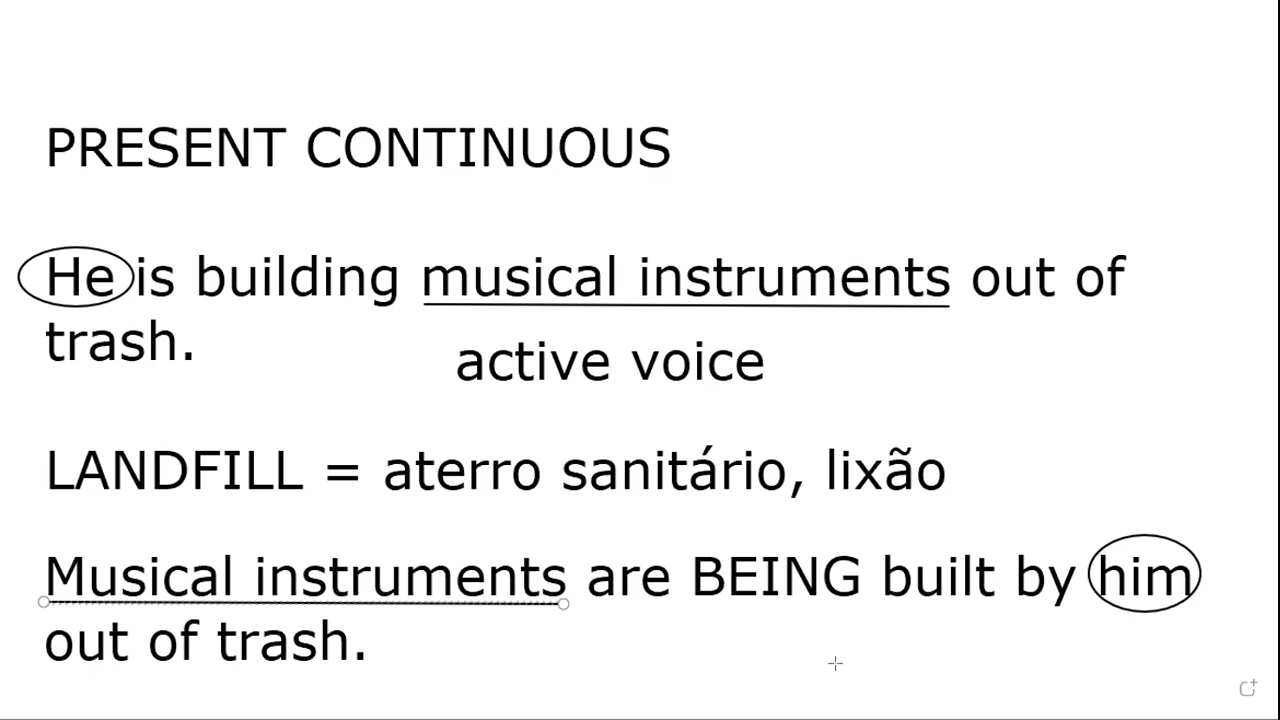 PRESENT CONTINUOUS
He is building musical instruments out of
trash.
active voice
LANDFILL = aterro sanitário, lixão
Musical instruments are BEING built by him
out of trash.